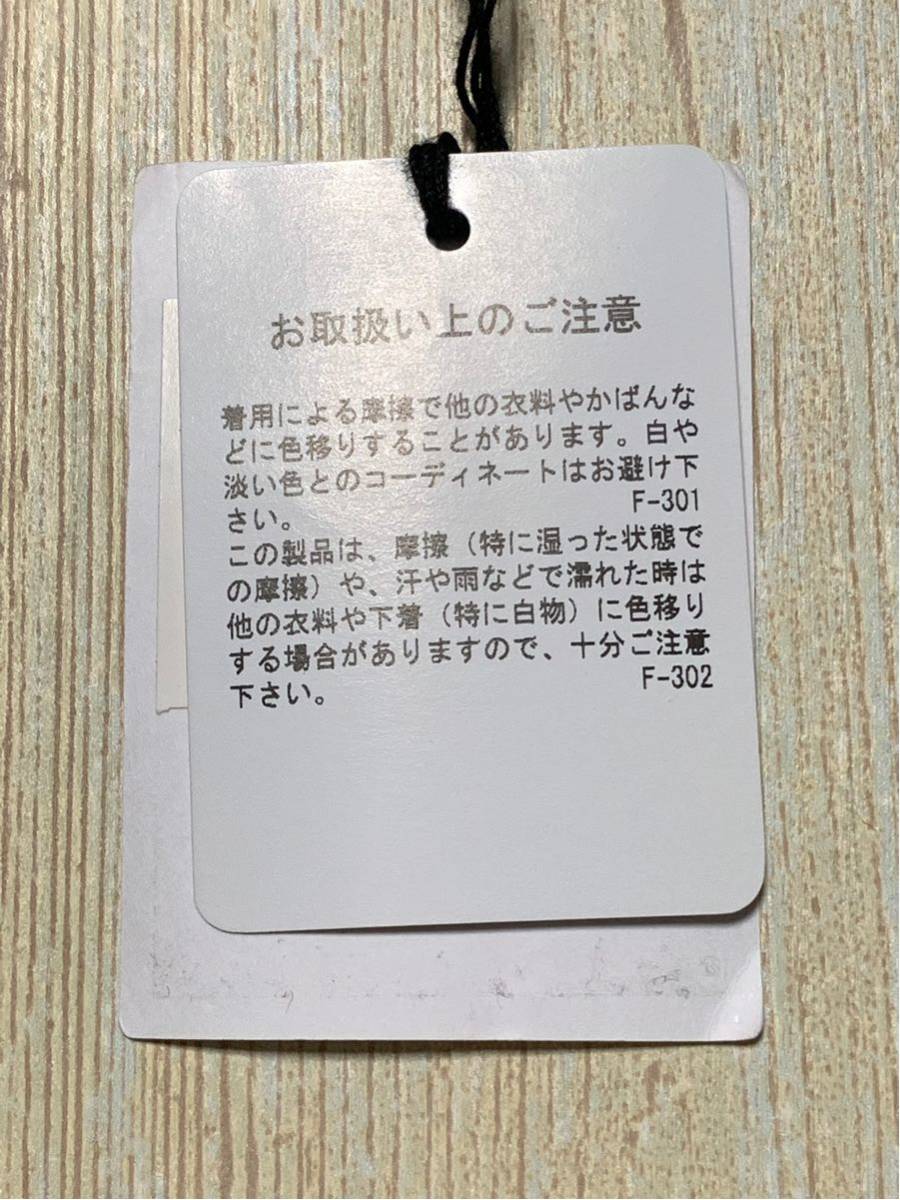 お取扱い上のご注意
着用による摩擦で他の衣料やかばんな
どに色移りすることがあります。白や
淡い色とのコーディネートはお避け下
さい。 F-301
この製品は、摩擦（特に湿った状態で
の摩擦）や、汗や雨などで濡れた時は
他の衣料や下着（特に白物）に色移り
する場合がありますので、十分ご注意
下さい。 F-302